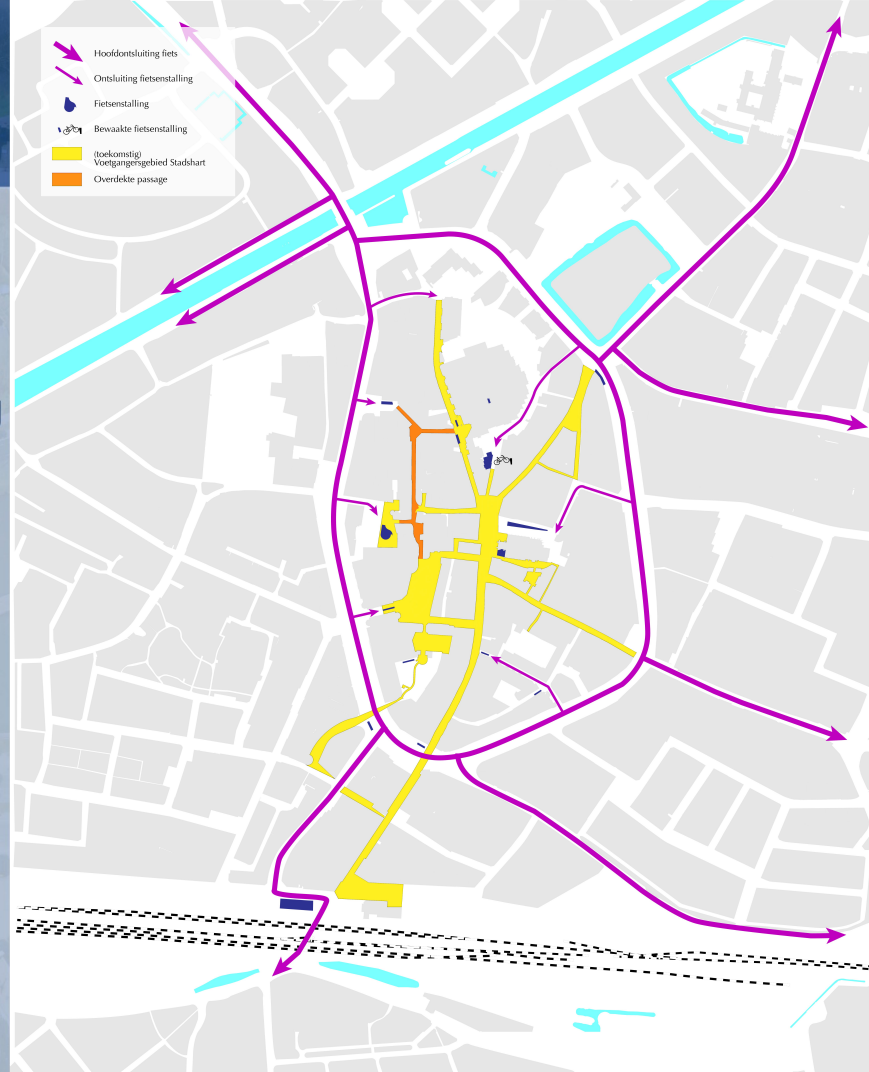 Hoofdontsluiting fiets
Ontsluiting fietsenstalling
Fietsenstalling
Bewaakte fietsenstalling
(toekomstig)
Voetgangersgebied Stadshart
Overdekte passage